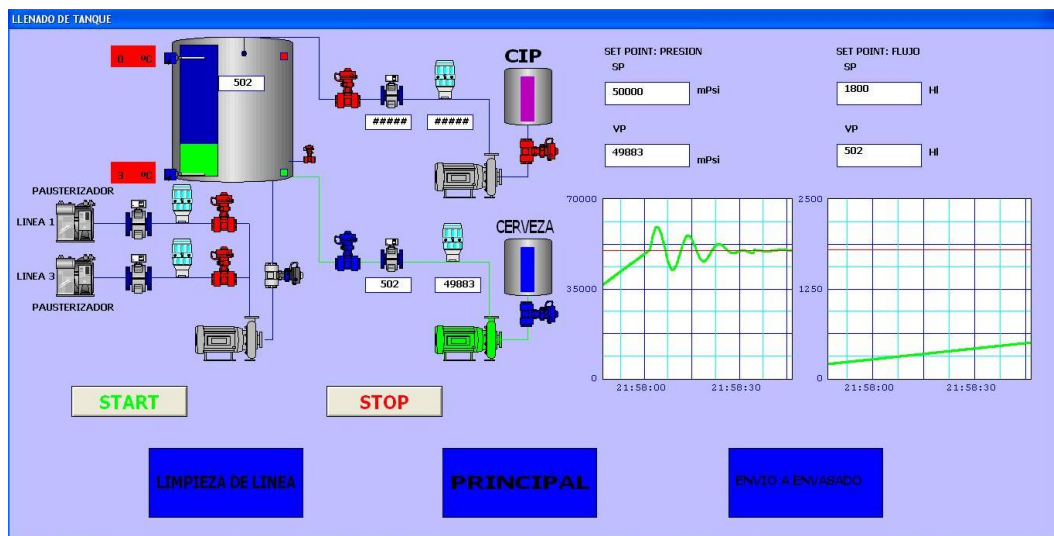 LLENADO DE TANQUE
0 ºC
502
3 ºC
CIP
##### #####
SET POINT: PRESION
SP
50000 mPsi
VP
49883 mPsi
SET POINT: FLUJO
SP
1800 Hl
VP
502 Hl
PAUSTERIZADOR
LINEA 1
LINEA 3
PAUSTERIZADOR
CERVEZA
502 49883
70000
35000
0
21:58:00 21:58:30
2500
1250
0
21:58:00 21:58:30
START
STOP
LIMPIEZA DE LINEA
PRINCIPAL
ENVIO A ENVASADO